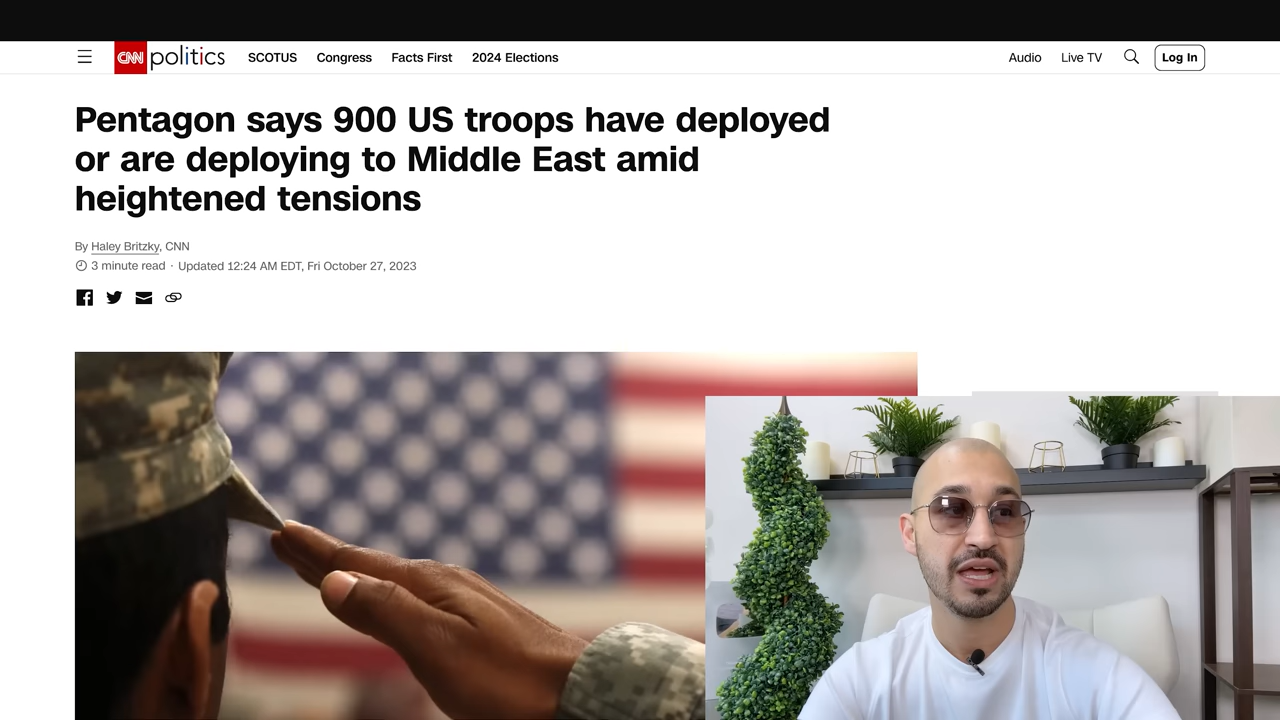 CNN politics SCOTUS Congress Facts First 2024 Elections Audio Live TV Log In
Pentagon says 900 US troops have deployed
or are deploying to Middle East amid
heightened tensions
By Haley Britzky, CNN
3 minute read · Updated 12:24 AM EDT, Fri October 27, 2023